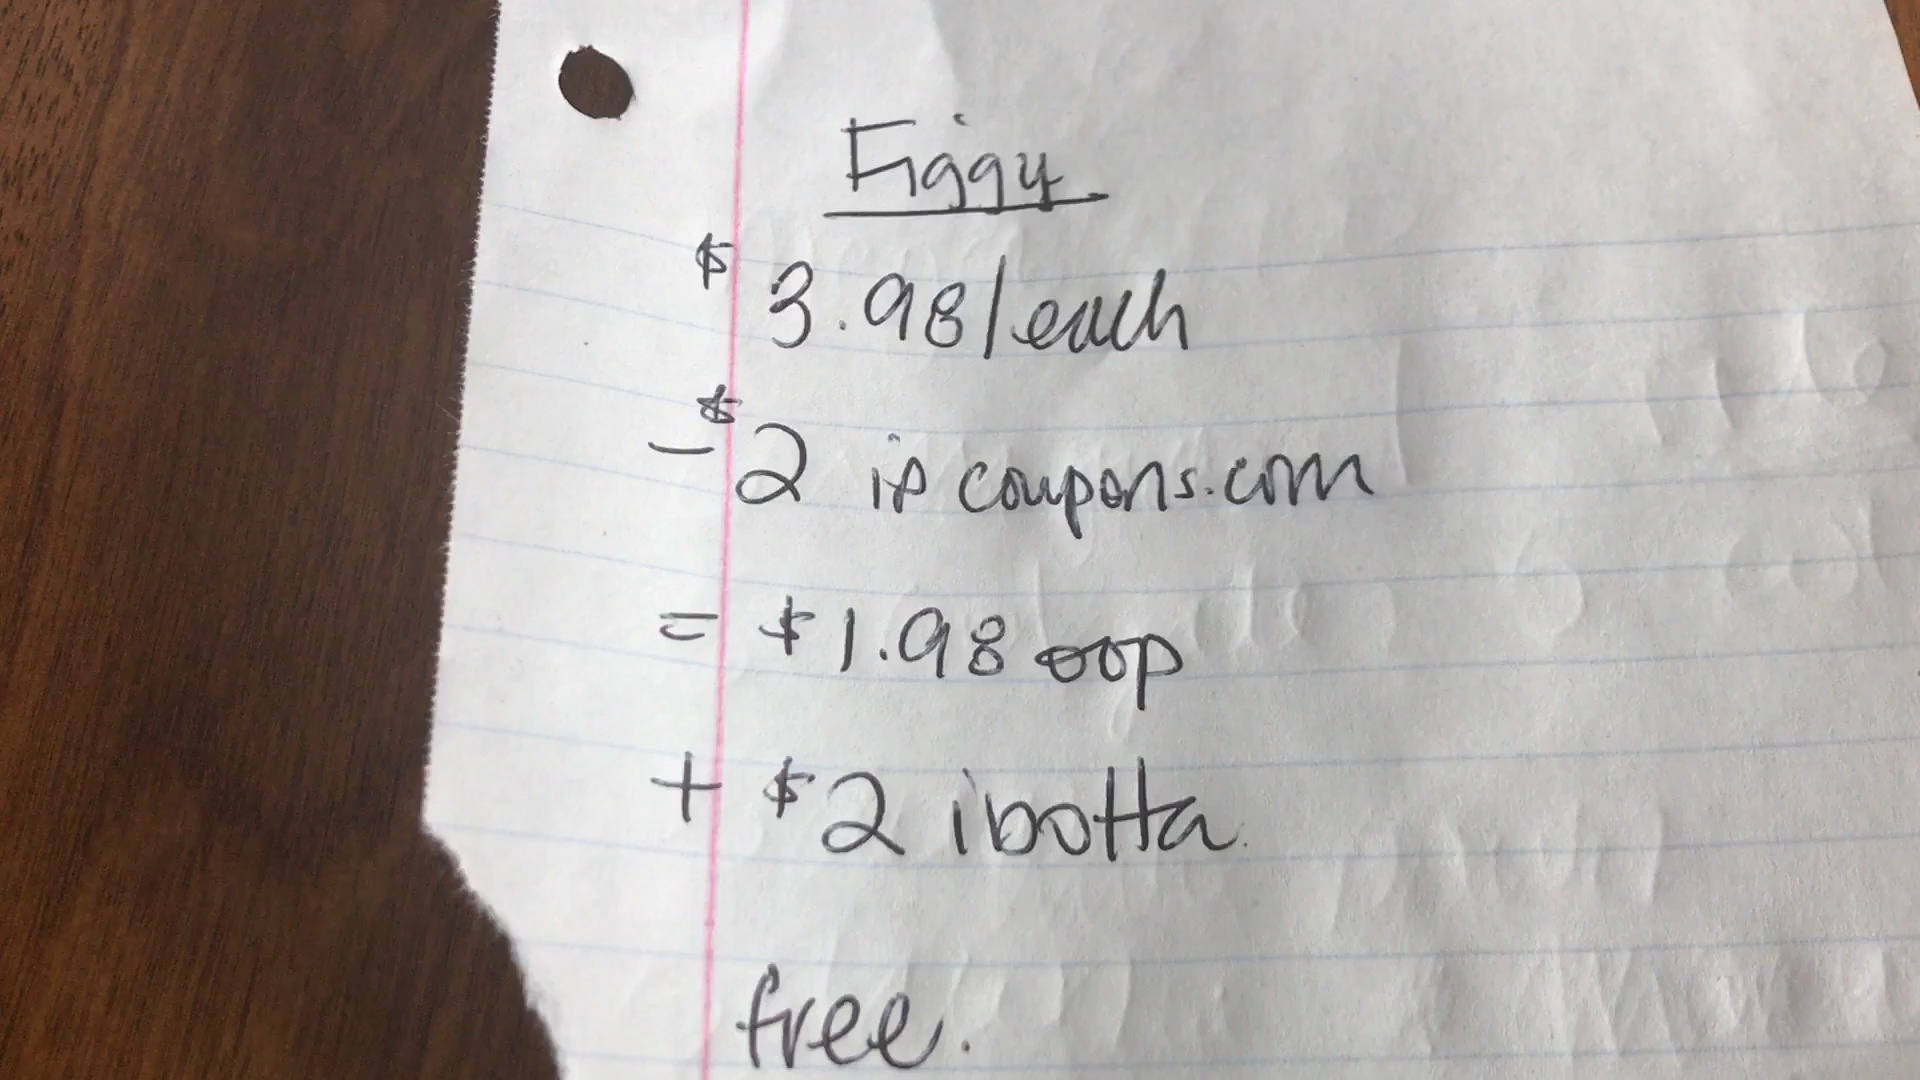 Figgy
$3.98/each
- $2 ip coupons.com
= $1.98 oop
+ $2 ibotta.
free.